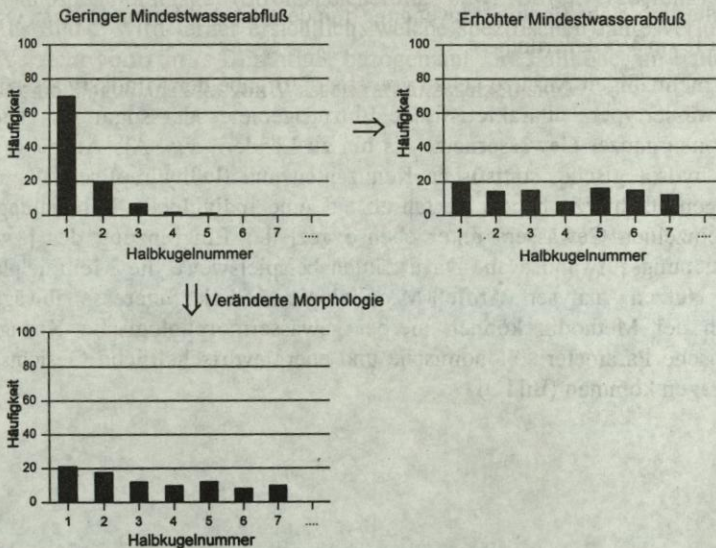 Geringer Mindestwasserabfluß
Häufigkeit
100
80
60
40
20
0
1 2 3 4 5 6 7 ....
Halbkugelnummer
⇒
Erhöhter Mindestwasserabfluß
Häufigkeit
100
80
60
40
20
0
1 2 3 4 5 6 7 ....
Halbkugelnummer
⇓ Veränderte Morphologie
Häufigkeit
100
80
60
40
20
0
1 2 3 4 5 6 7 ....
Halbkugelnummer